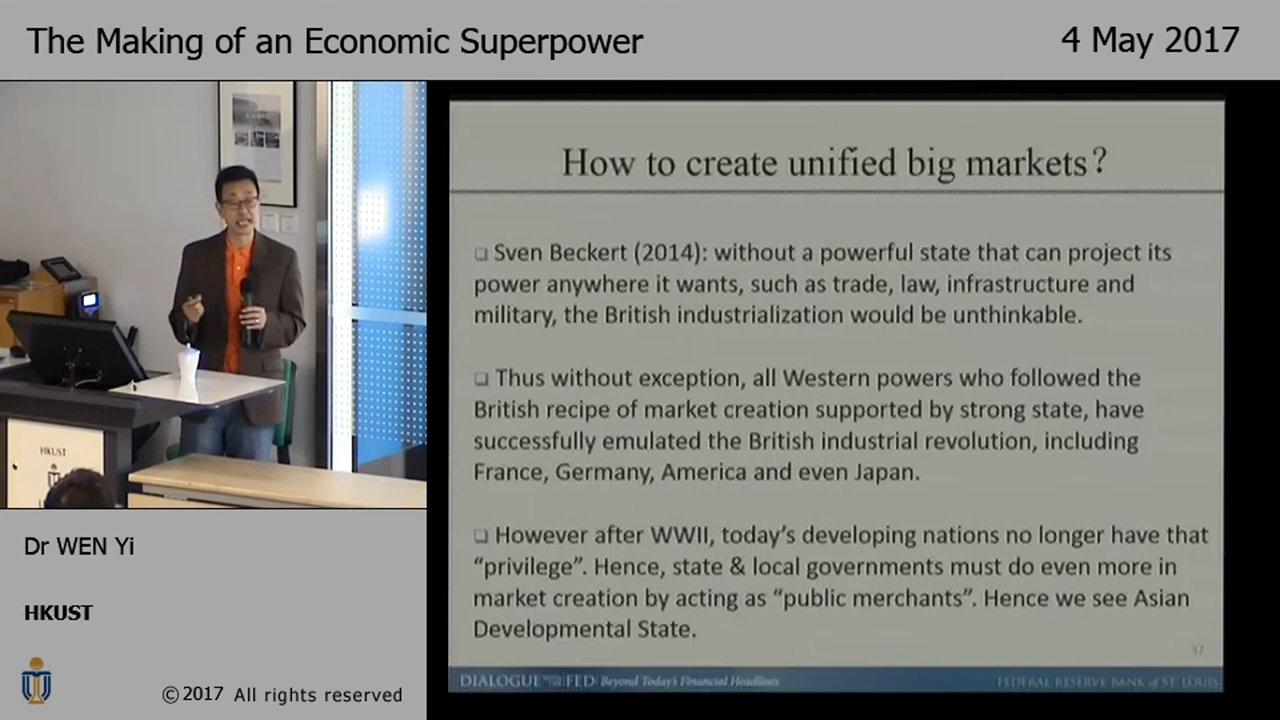 The Making of an Economic Superpower
4 May 2017
How to create unified big markets?
Sven Beckert (2014): without a powerful state that can project its
power anywhere it wants, such as trade, law, infrastructure and
military, the British industrialization would be unthinkable.
Thus without exception, all Western powers who followed the
British recipe of market creation supported by strong state, have
successfully emulated the British industrial revolution, including
France, Germany, America and even Japan.
However after WWII, today's developing nations no longer have that
"privilege". Hence, state & local governments must do even more in
market creation by acting as "public merchants". Hence we see Asian
Developmental State.
17
DIALOGUE WITH THE FED Beyond Today's Financial Headlines
FEDERAL RESERVE BANK of ST. LOUIS
HKUST
Dr WEN Yi
HKUST
©2017 All rights reserved